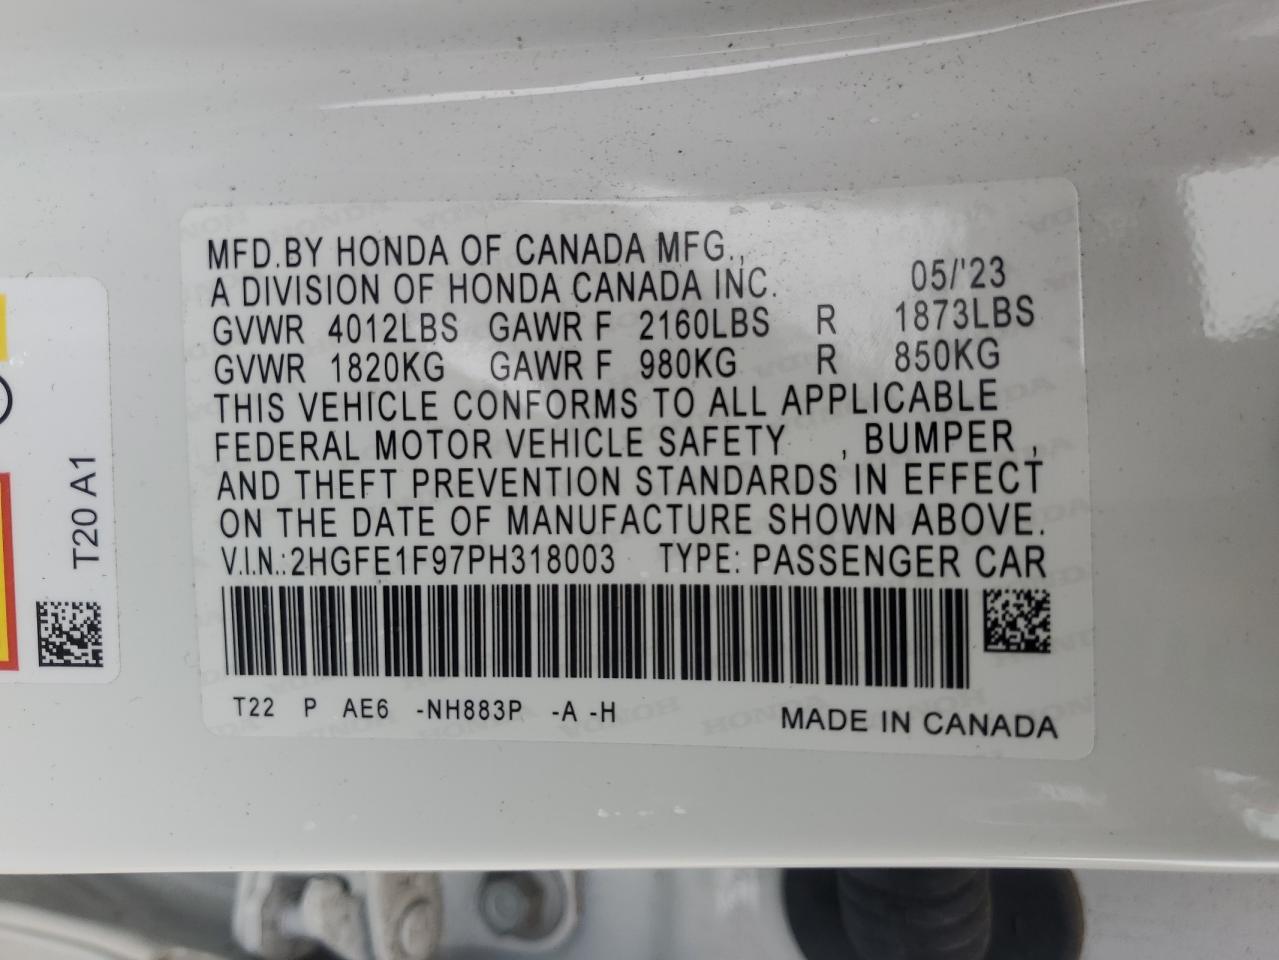 MFD.BY HONDA OF CANADA MFG.,
A DIVISION OF HONDA CANADA INC. 05/'23
GVWR 4012LBS GAWR F 2160LBS R 1873LBS
GVWR 1820KG GAWR F 980KG R 850KG
THIS VEHICLE CONFORMS TO ALL APPLICABLE
FEDERAL MOTOR VEHICLE SAFETY , BUMPER ,
AND THEFT PREVENTION STANDARDS IN EFFECT
ON THE DATE OF MANUFACTURE SHOWN ABOVE.
V.I.N.:2HGFE1F97PH318003 TYPE: PASSENGER CAR
T22 P AE6 -NH883P -A -H
MADE IN CANADA
T20 A1